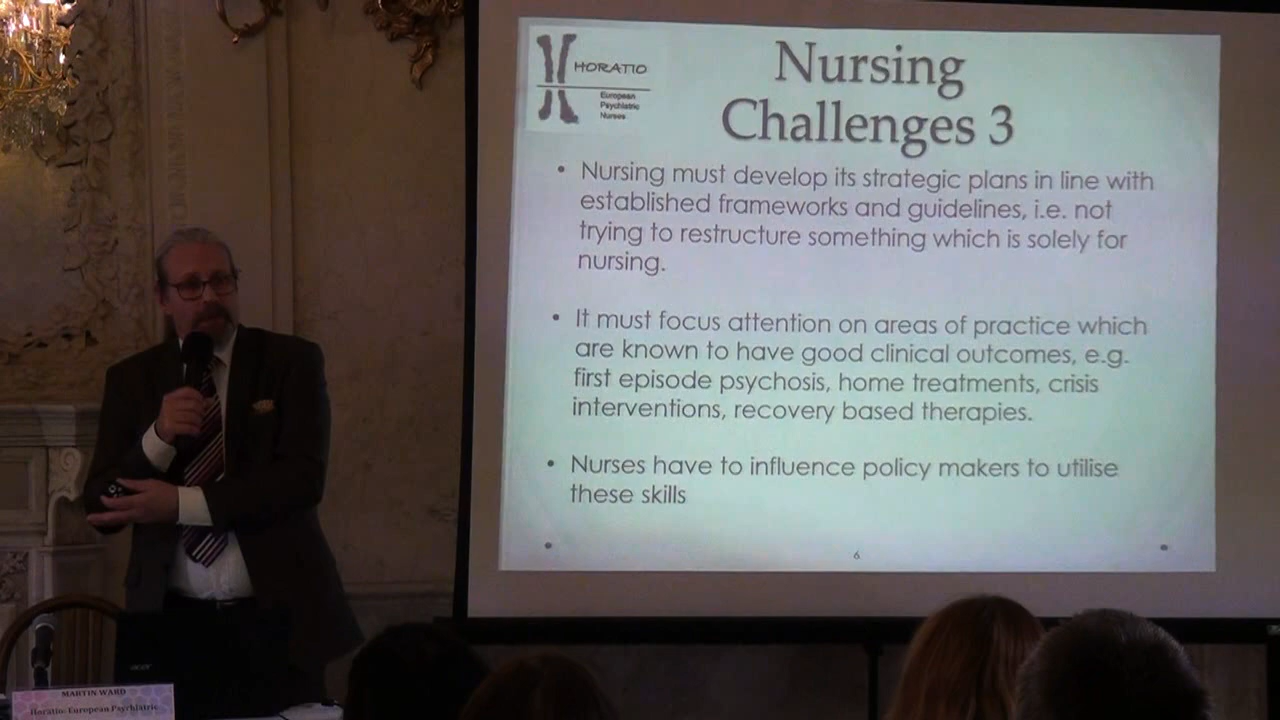 HORATIO
European
Psychiatric
Nurses
Nursing
Challenges 3
• Nursing must develop its strategic plans in line with
established frameworks and guidelines, i.e. not
trying to restructure something which is solely for
nursing.
• It must focus attention on areas of practice which
are known to have good clinical outcomes, e.g.
first episode psychosis, home treatments, crisis
interventions, recovery based therapies.
• Nurses have to influence policy makers to utilise
these skills
6
acer
MARTIN WARD
Horatio: European Psychiatric